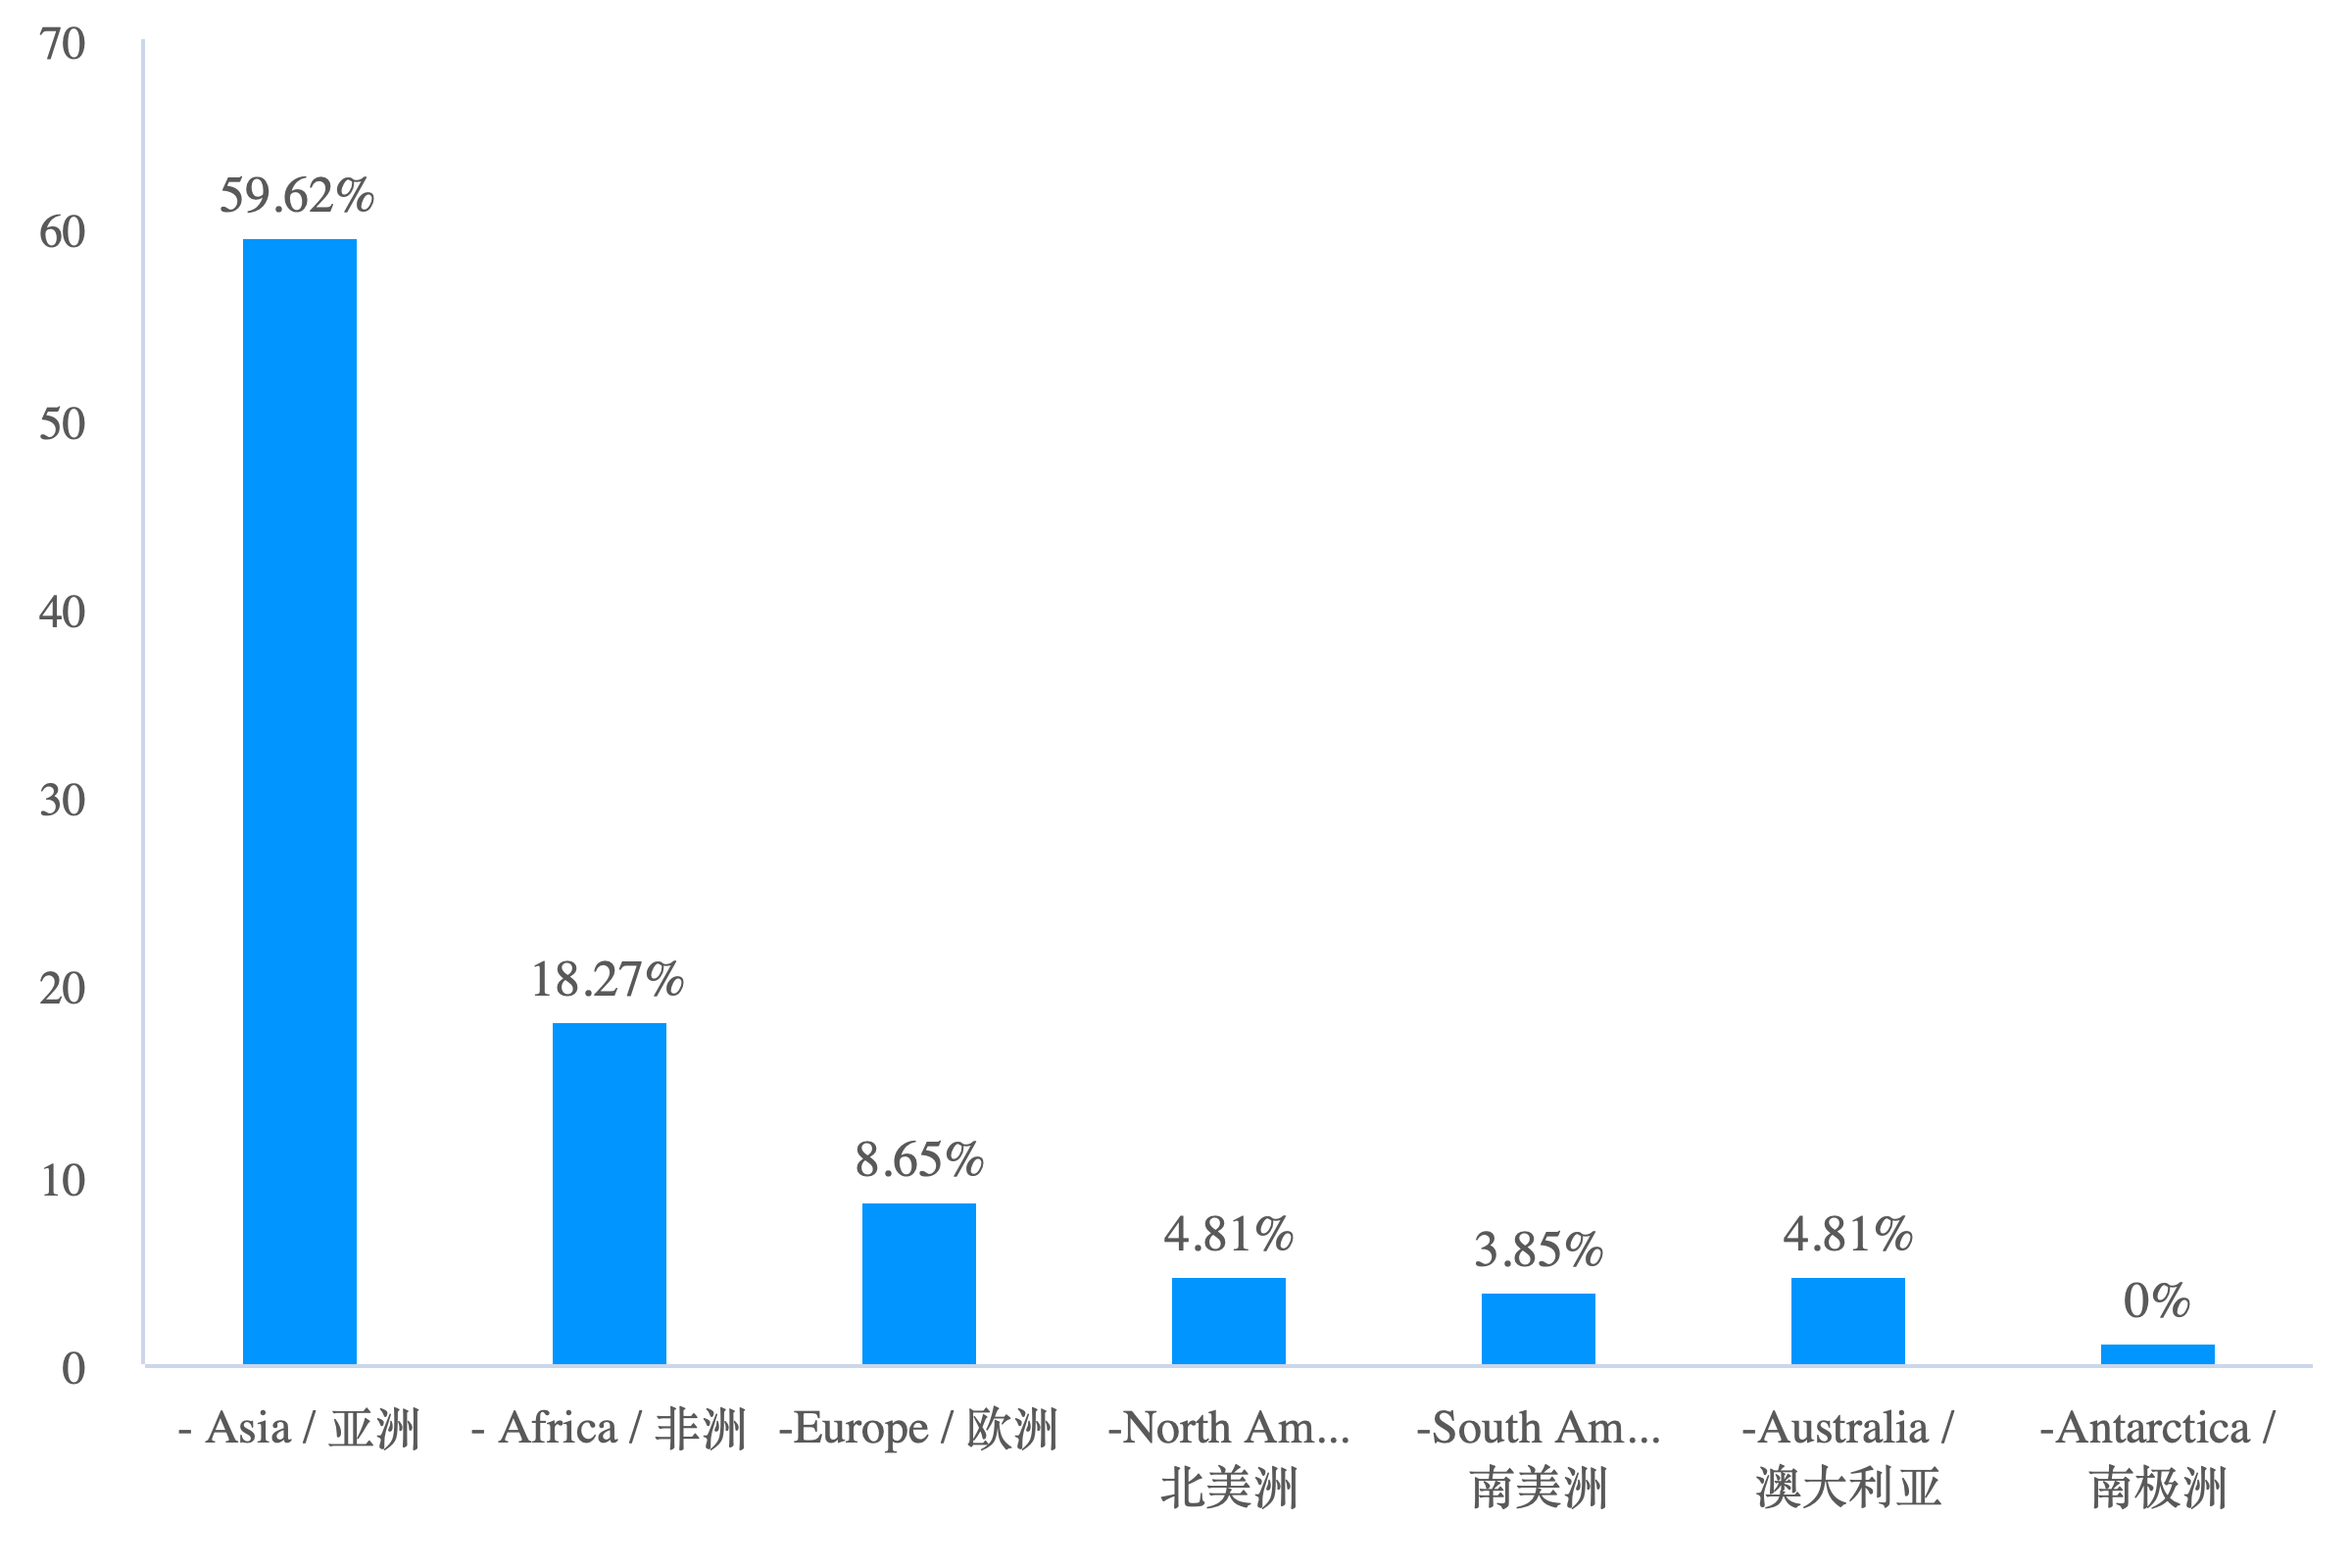 70
60
50
40
30
20
10
0
59.62%
18.27%
8.65%
4.81%
3.85%
4.81%
0%
- Asia / 亚洲
- Africa / 非洲
-Europe / 欧洲
-North Am...
北美洲
-South Am...
南美洲
-Australia /
澳大利亚
-Antarctica /
南极洲